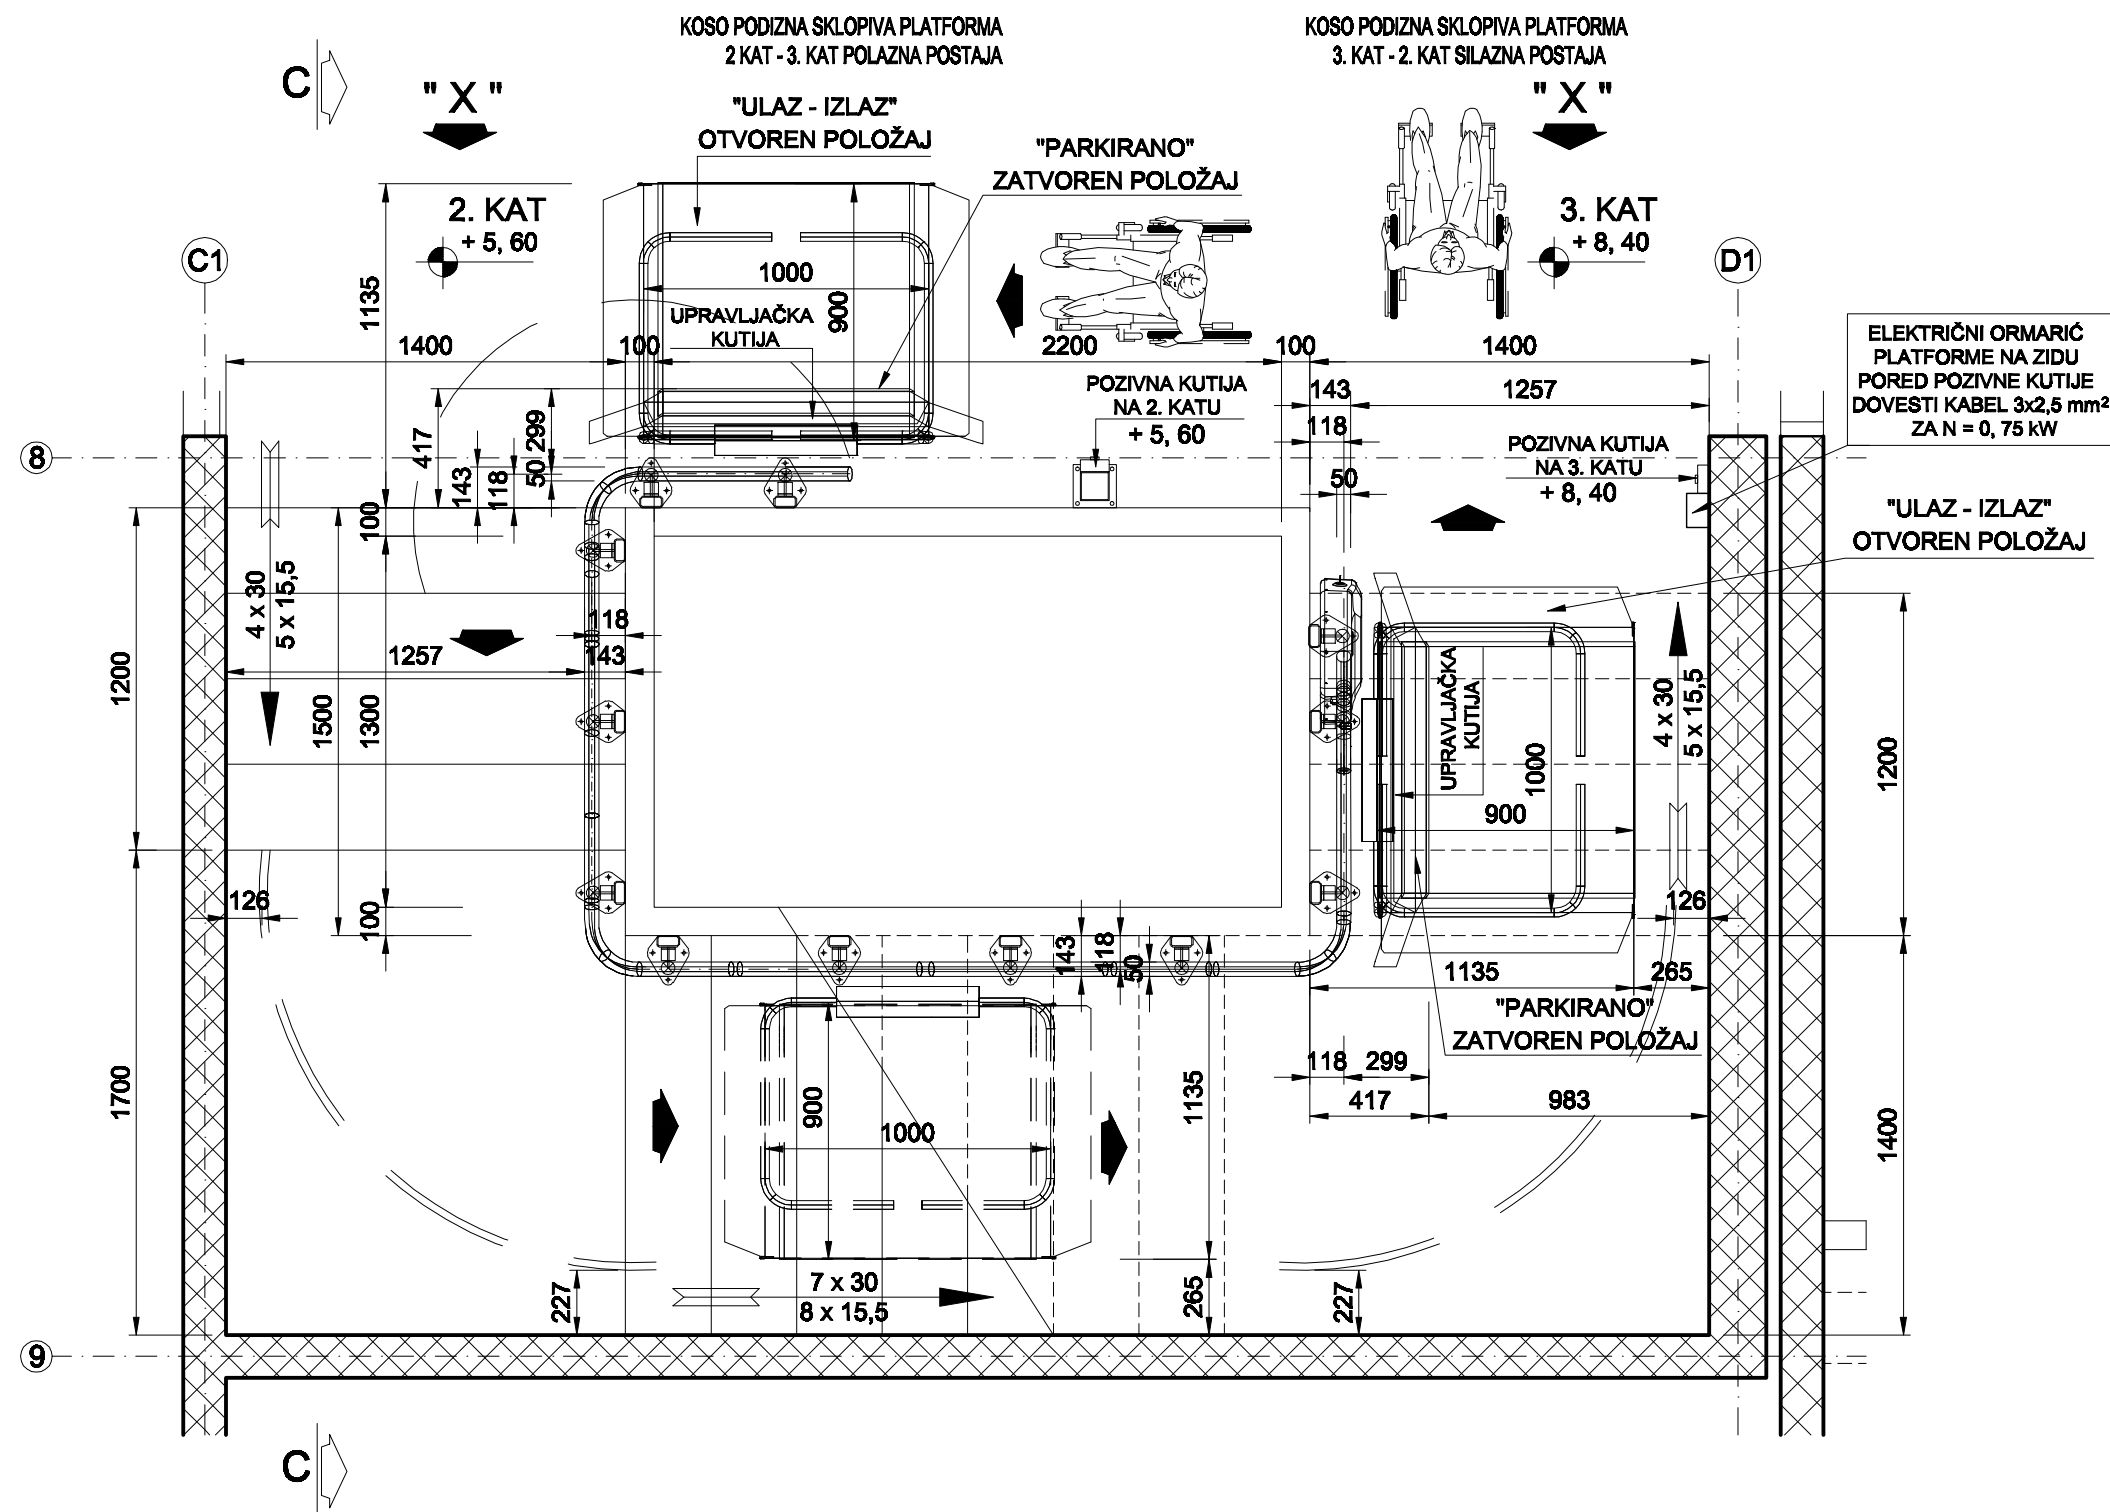 KOSO PODIZNA SKLOPIVA PLATFORMA
2 KAT - 3. KAT POLAZNA POSTAJA
KOSO PODIZNA SKLOPIVA PLATFORMA
3. KAT - 2. KAT SILAZNA POSTAJA
C
" X "
"ULAZ - IZLAZ"
OTVOREN POLOŽAJ
"PARKIRANO"
ZATVOREN POLOŽAJ
" X "
2. KAT
+ 5, 60
3. KAT
+ 8, 40
C1
D1
1135
1000
900
UPRAVLJAČKA
KUTIJA
1400
100
2200
100
1400
ELEKTRIČNI ORMARIĆ
PLATFORME NA ZIDU
PORED POZIVNE KUTIJE
DOVESTI KABEL 3x2,5 mm²
ZA N = 0, 75 kW
143
1257
118
50
POZIVNA KUTIJA
NA 2. KATU
+ 5, 60
POZIVNA KUTIJA
NA 3. KATU
+ 8, 40
8
417
299
143
118
50
100
"ULAZ - IZLAZ"
OTVOREN POLOŽAJ
4 x 30
5 x 15,5
118
1257
143
1200
1500
1300
100
126
UPRAVLJAČKA
KUTIJA
1000
900
4 x 30
5 x 15,5
1200
126
143
118
50
1135
265
"PARKIRANO"
ZATVOREN POLOŽAJ
118
299
417
983
1700
900
1000
1135
1400
7 x 30
8 x 15,5
227
265
227
9
C